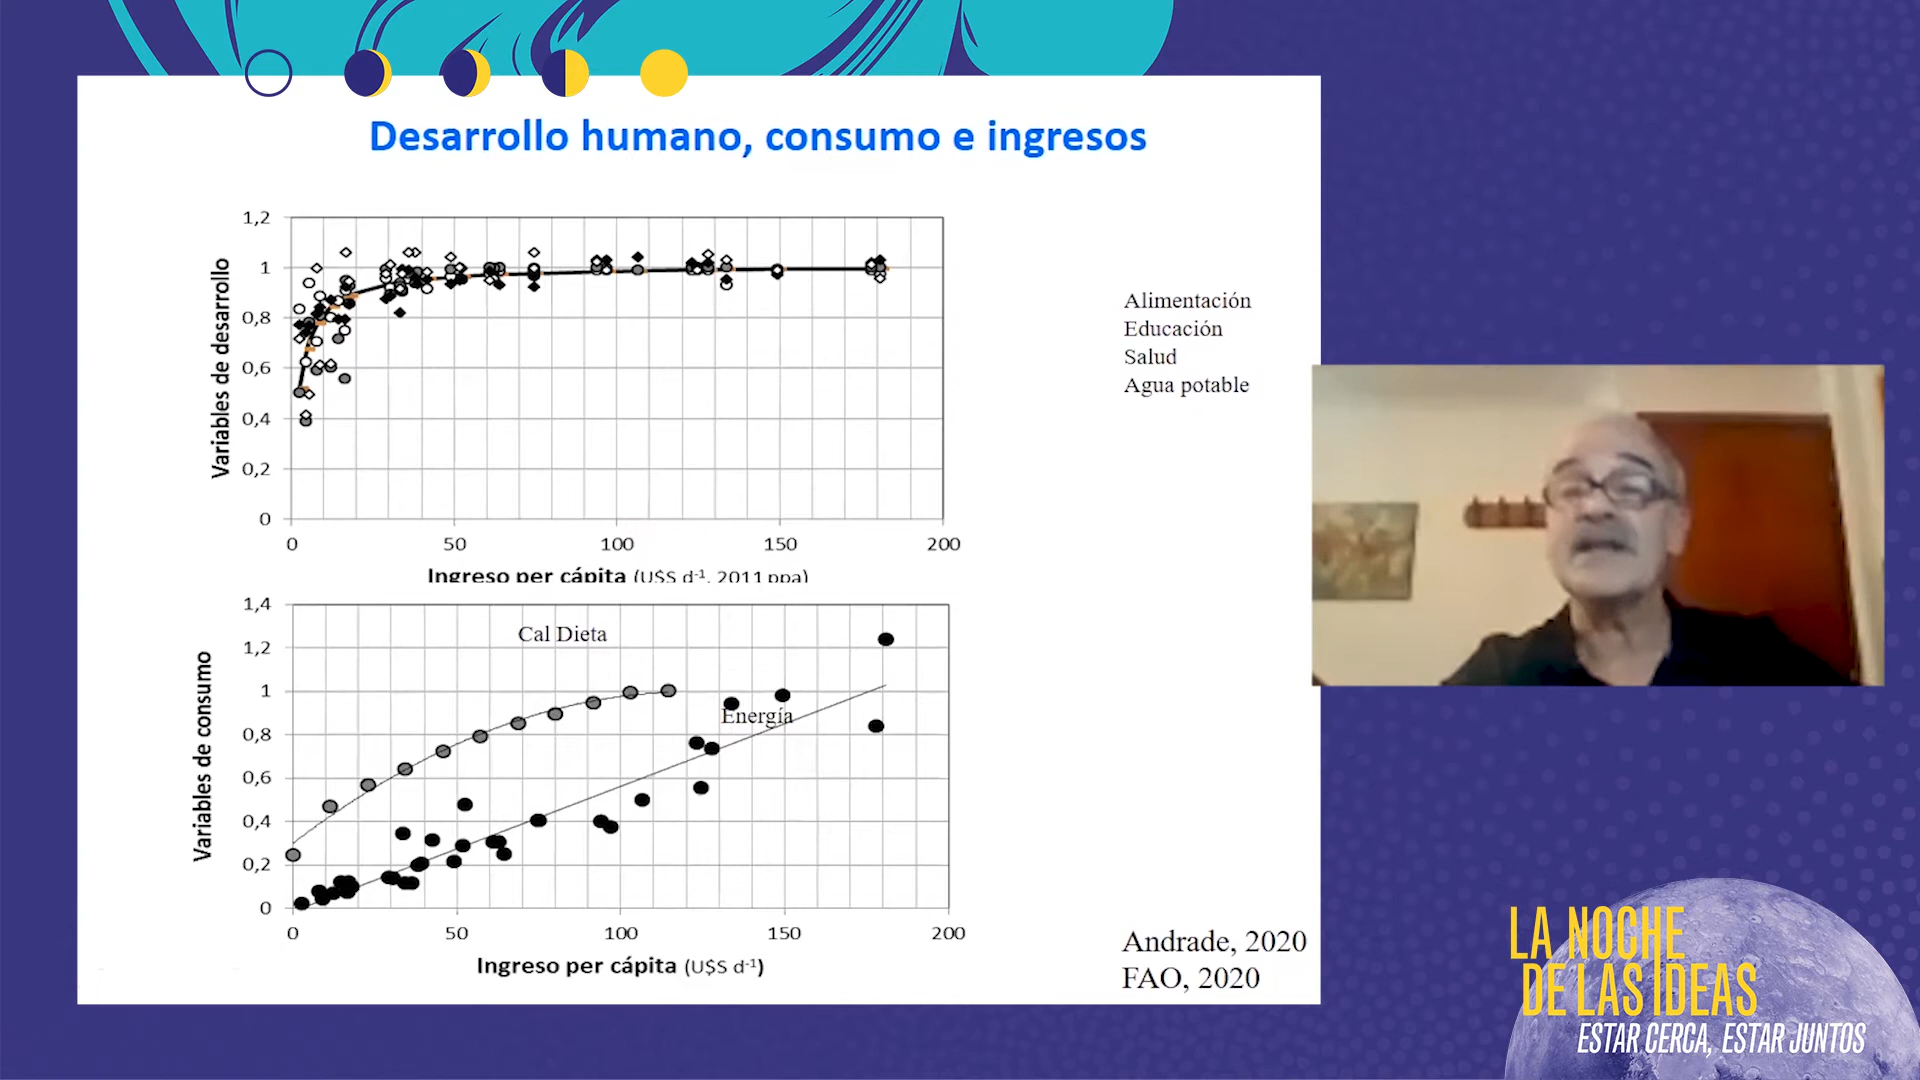 Desarrollo humano, consumo e ingresos
Variables de desarrollo
1,2
1
0,8
0,6
0,4
0,2
0
0
50
100
150
200
Ingreso per cápita (U$S d-1, 2011 ppa)
Alimentación
Educación
Salud
Agua potable
Variables de consumo
1,4
1,2
1
0,8
0,6
0,4
0,2
0
Cal Dieta
Energía
0
50
100
150
200
Ingreso per cápita (U$S d-1)
Andrade, 2020
FAO, 2020
LA NOCHE
DE LAS IDEAS
ESTAR CERCA, ESTAR JUNTOS